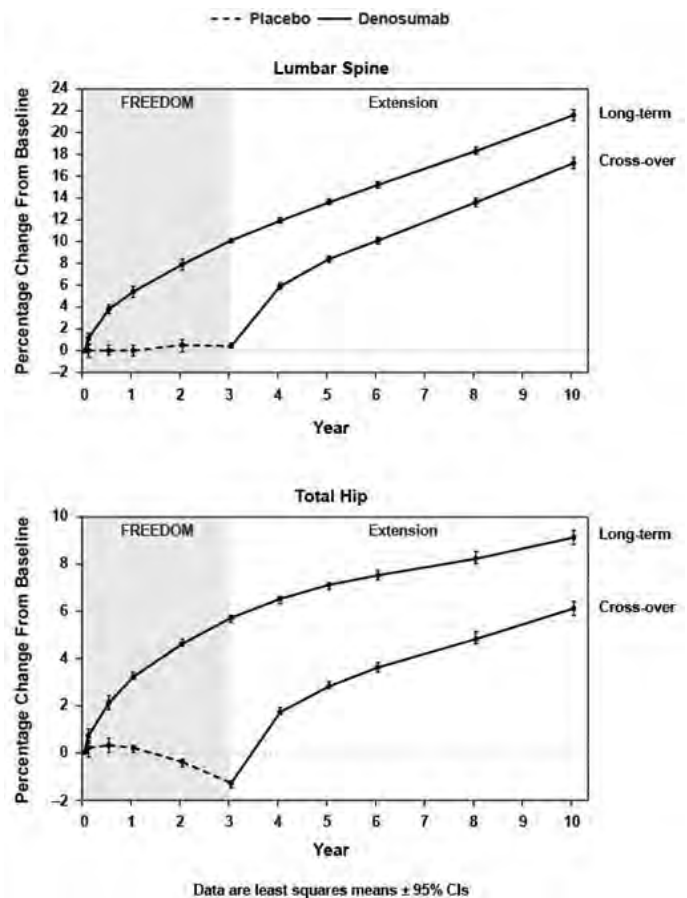 Placebo Denosumab
Lumbar Spine
FREEDOM Extension
Percentage Change From Baseline
24
22
20
18
16
14
12
10
8
6
4
2
0
–2
Long-term
Cross-over
0 1 2 3 4 5 6 7 8 9 10
Year
Total Hip
FREEDOM Extension
Percentage Change From Baseline
10
8
6
4
2
0
–2
Long-term
Cross-over
0 1 2 3 4 5 6 7 8 9 10
Year
Data are least squares means ± 95% CIs